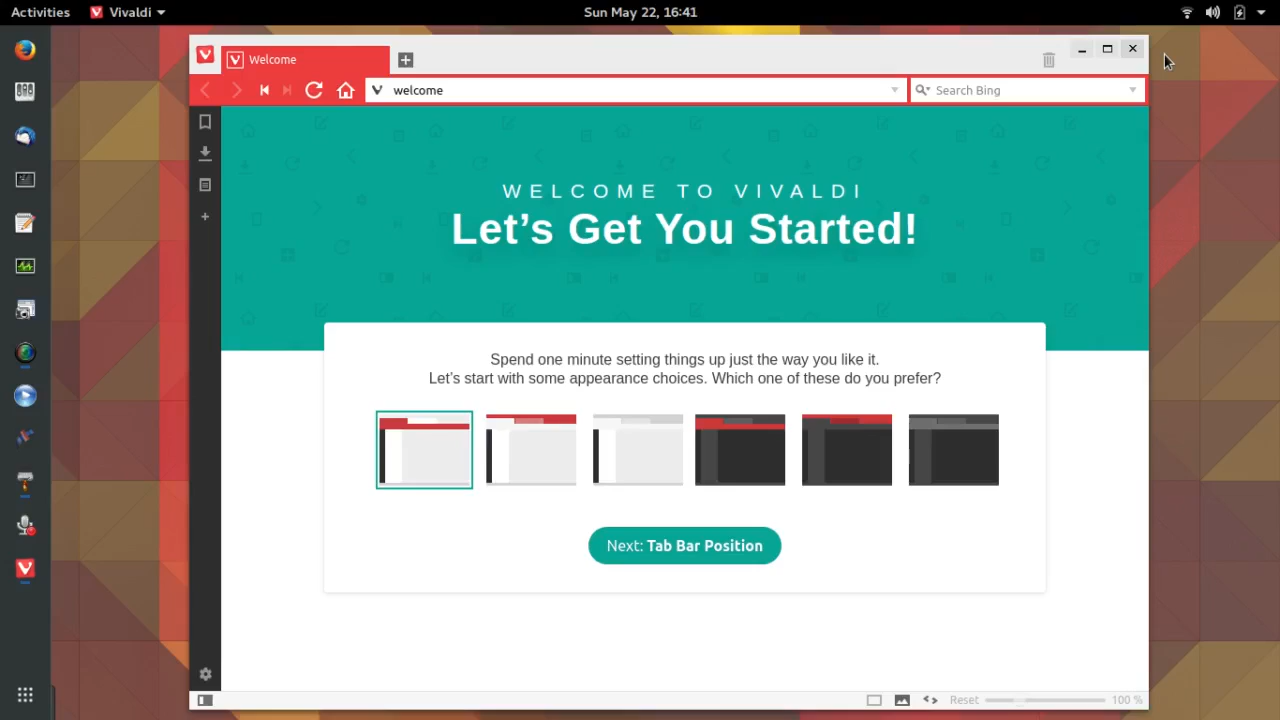 Activities
Vivaldi
Sun May 22, 16:41
Welcome
welcome
Search Bing
WELCOME TO VIVALDI
Let’s Get You Started!
Spend one minute setting things up just the way you like it.
Let’s start with some appearance choices. Which one of these do you prefer?
Next: Tab Bar Position
Reset
100 %